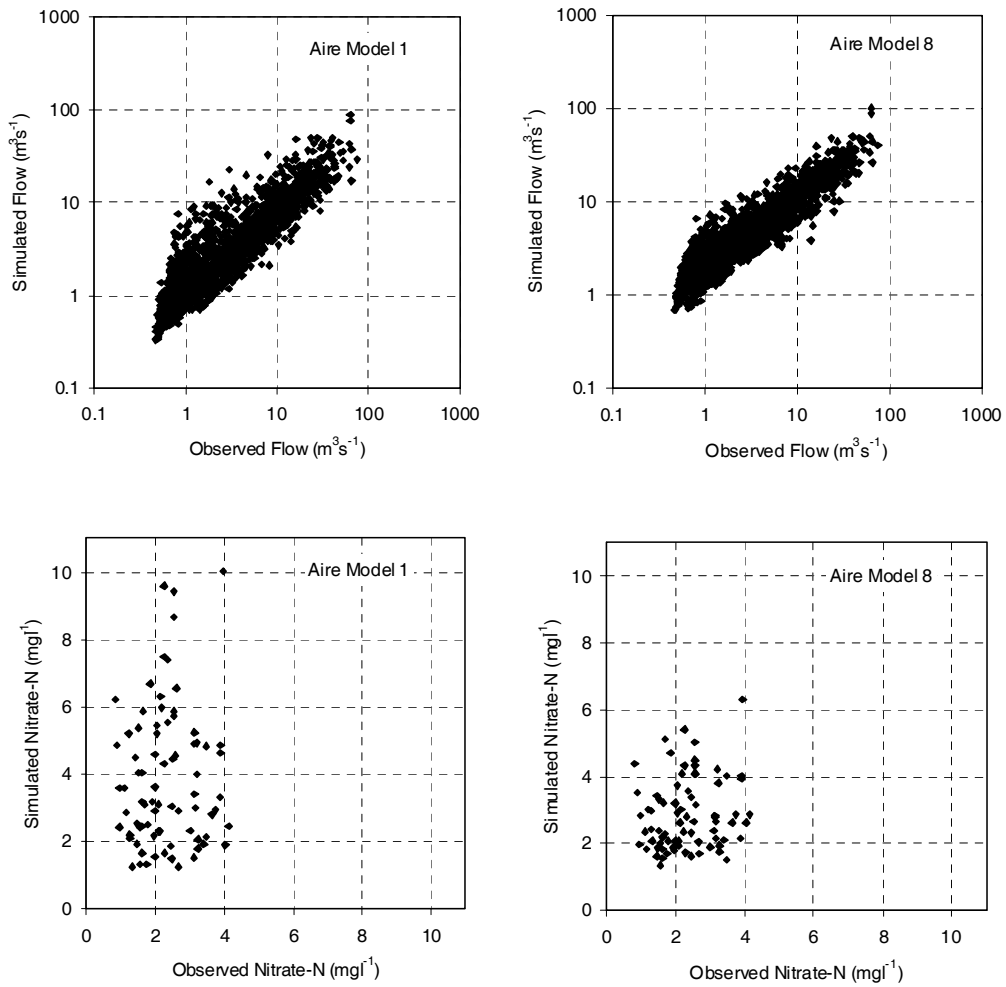 Aire Model 1
Simulated Flow (m³s⁻¹)
1000
100
10
1
0.1
0.1 1 10 100 1000
Observed Flow (m³s⁻¹)
Aire Model 8
Simulated Flow (m³s⁻¹)
1000
100
10
1
0.1
0.1 1 10 100 1000
Observed Flow (m³s⁻¹)
Aire Model 1
Simulated Nitrate-N (mgl¹)
10
8
6
4
2
0
0 2 4 6 8 10
Observed Nitrate-N (mgl⁻¹)
Aire Model 8
Simulated Nitrate-N (mgl¹)
10
8
6
4
2
0
0 2 4 6 8 10
Observed Nitrate-N (mgl⁻¹)